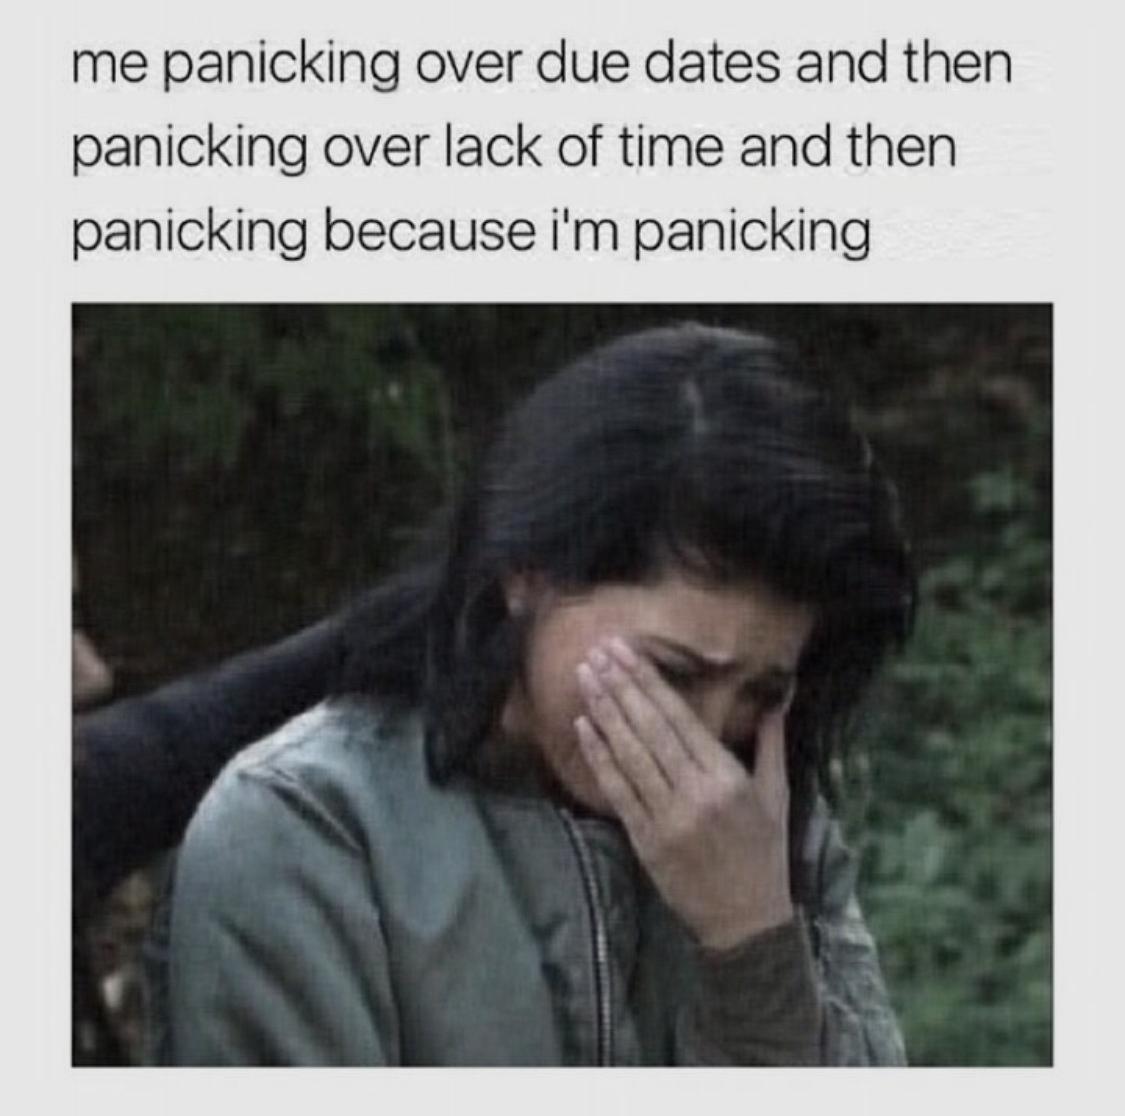 me panicking over due dates and then
panicking over lack of time and then
panicking because i'm panicking